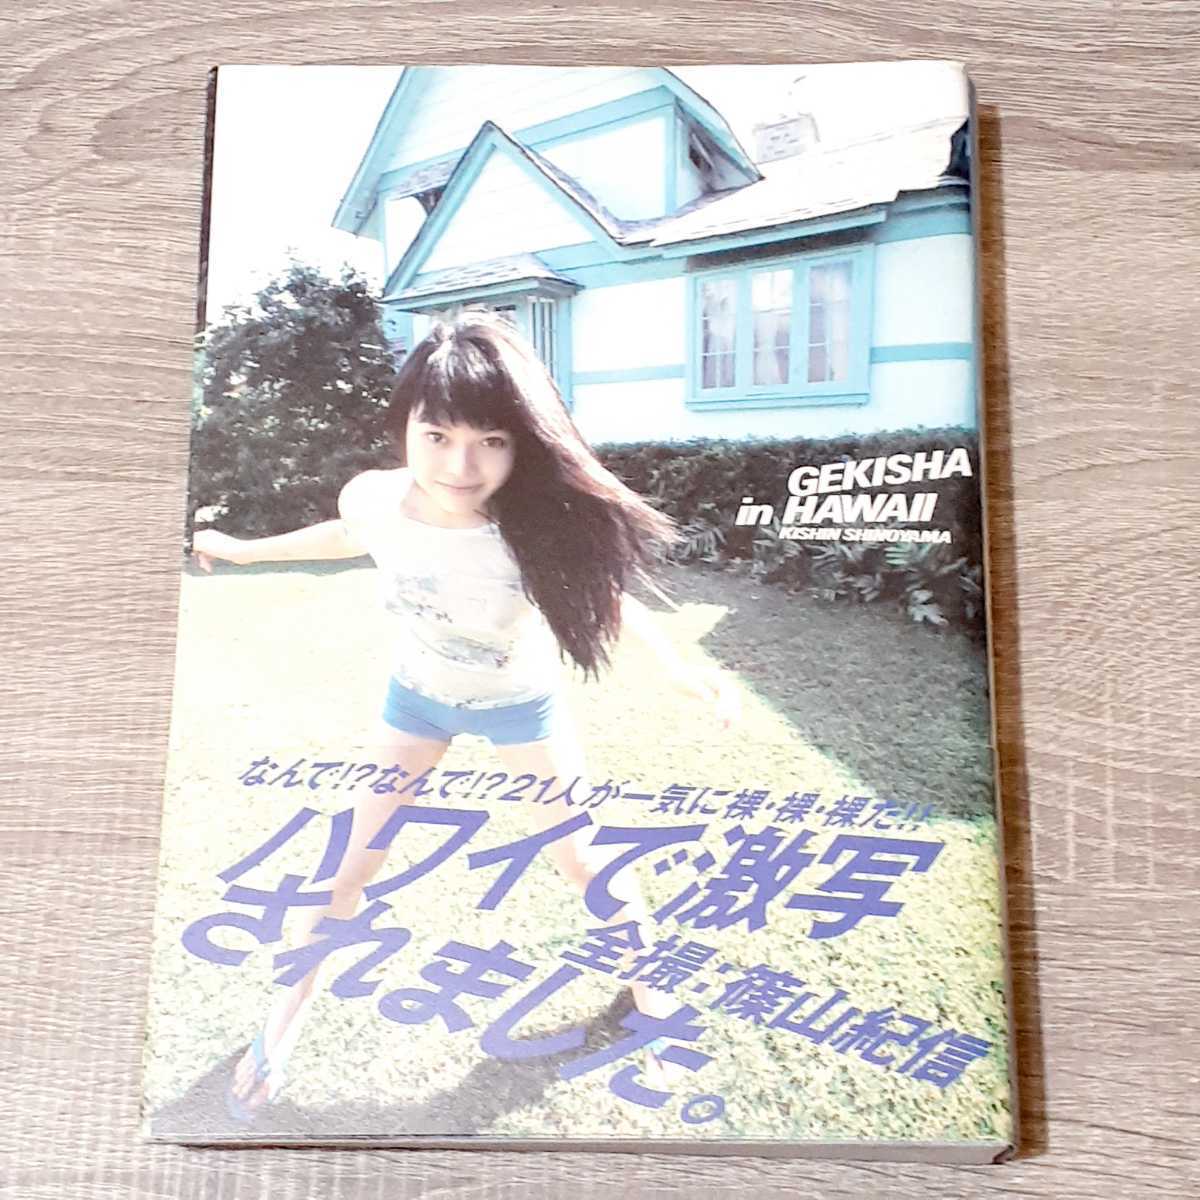 GEKISHA
in HAWAII
KISHIN SHINOYAMA
なんで!?なんで!?21人が一気に裸・裸・裸だ!!
ハワイで激写
されました。
全撮:篠山紀信